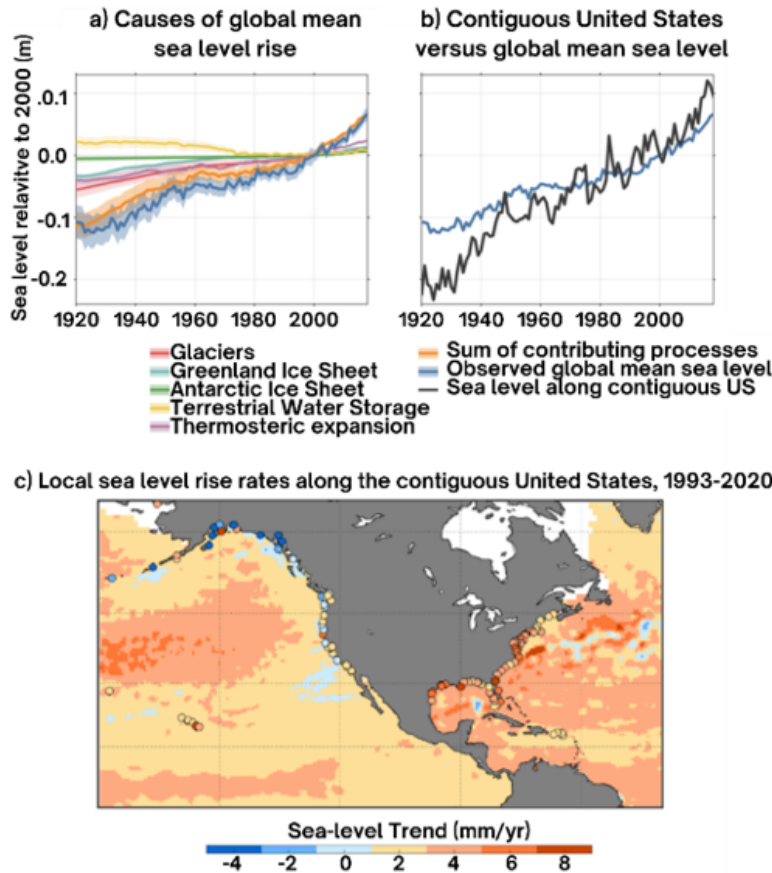 a) Causes of global mean
sea level rise
b) Contiguous United States
versus global mean sea level
Sea level relavitve to 2000 (m)
.0.1
0.0
-0.1
-0.2
1920 1940 1960 1980 2000
1920 1940 1960 1980 2000
Glaciers
Greenland Ice Sheet
Antarctic Ice Sheet
Terrestrial Water Storage
Thermosteric expansion
Sum of contributing processes
Observed global mean sea level
Sea level along contiguous US
c) Local sea level rise rates along the contiguous United States, 1993-2020
Sea-level Trend (mm/yr)
-4 -2 0 2 4 6 8